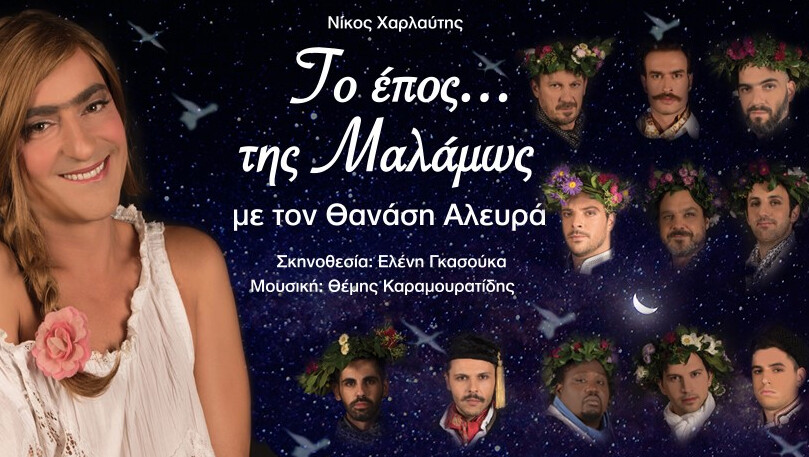 Νίκος Χαρλαύτης
Το έπος...
της Μαλάμως
με τον Θανάση Αλευρά
Σκηνοθεσία: Ελένη Γκασούκα
Μουσική: Θέμης Καραμουρατίδης